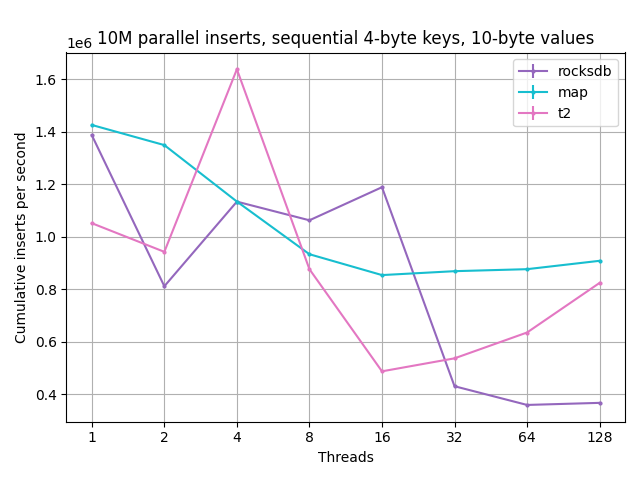 1e6
10M parallel inserts, sequential 4-byte keys, 10-byte values
rocksdb
map
t2
Cumulative inserts per second
1.6
1.4
1.2
1.0
0.8
0.6
0.4
1 2 4 8 16 32 64 128
Threads